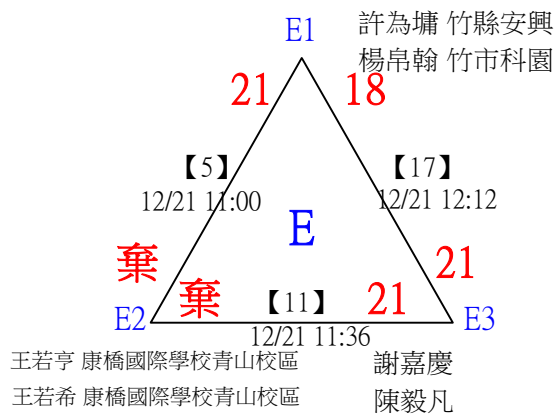 E1
許為墉 竹縣安興
楊帛翰 竹市科園
21
18
【5】
12/21 11:00
【17】
12/21 12:12
E
棄
21
棄
【11】
21
E2
E3
12/21 11:36
王若亨 康橋國際學校青山校區
王若希 康橋國際學校青山校區
謝嘉慶
陳毅凡